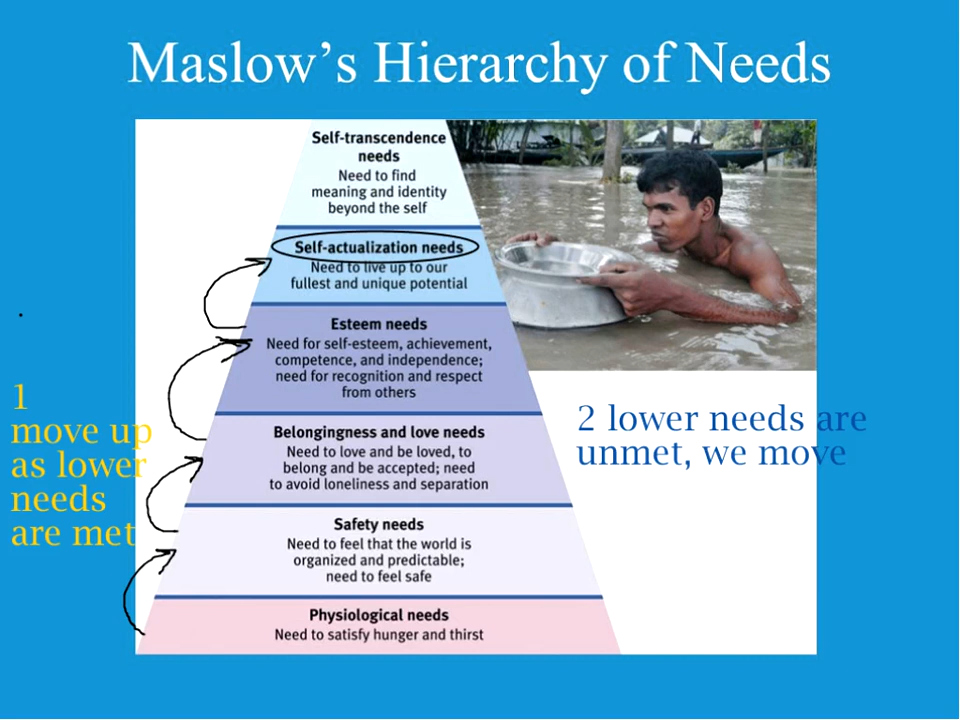 Maslow's Hierarchy of Needs
Self-transcendence
needs
Need to find
meaning and identity
beyond the self
Self-actualization needs
Need to live up to our
fullest and unique potential
Esteem needs
Need for self-esteem, achievement,
competence, and independence;
need for recognition and respect
from others
Belongingness and love needs
Need to love and be loved, to
belong and be accepted; need
to avoid loneliness and separation
Safety needs
Need to feel that the world is
organized and predictable;
need to feel safe
Physiological needs
Need to satisfy hunger and thirst
.
1
move up
as lower
needs
are met
2 lower needs are
unmet, we move